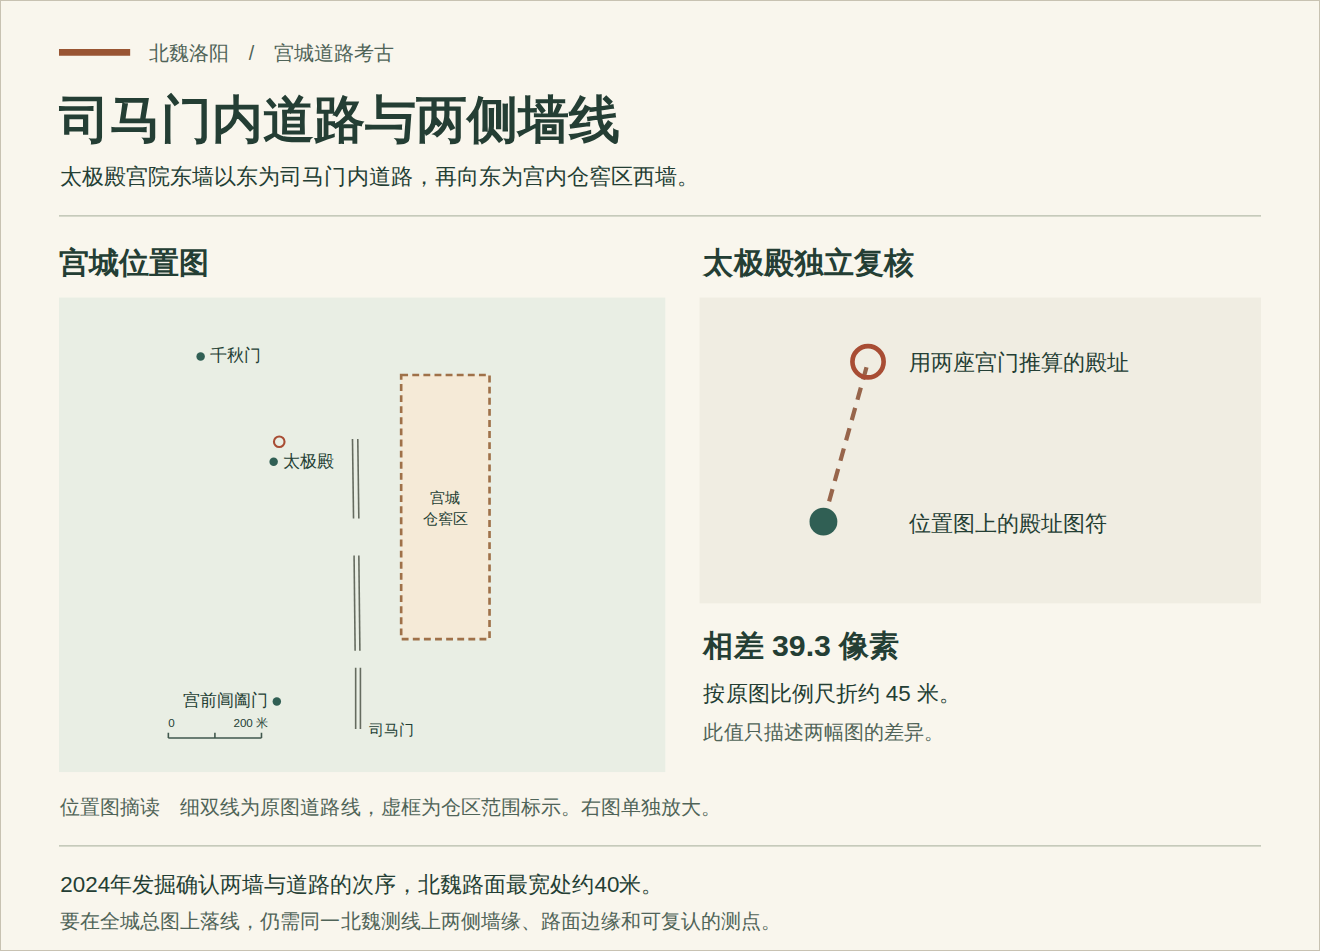 北魏洛阳 / 宫城道路考古
司马门内道路与两侧墙线
太极殿宫院东墙以东为司马门内道路，再向东为宫内仓窖区西墙。
宫城位置图
千秋门
太极殿
宫城
仓窖区
宫前阊阖门
0 200 米
司马门
太极殿独立复核
用两座宫门推算的殿址
位置图上的殿址图符
相差 39.3 像素
按原图比例尺折约 45 米。
此值只描述两幅图的差异。
位置图摘读 细双线为原图道路线，虚框为仓区范围标示。右图单独放大。
2024年发掘确认两墙与道路的次序，北魏路面最宽处约40米。
要在全城总图上落线，仍需同一北魏测线上两侧墙缘、路面边缘和可复认的测点。